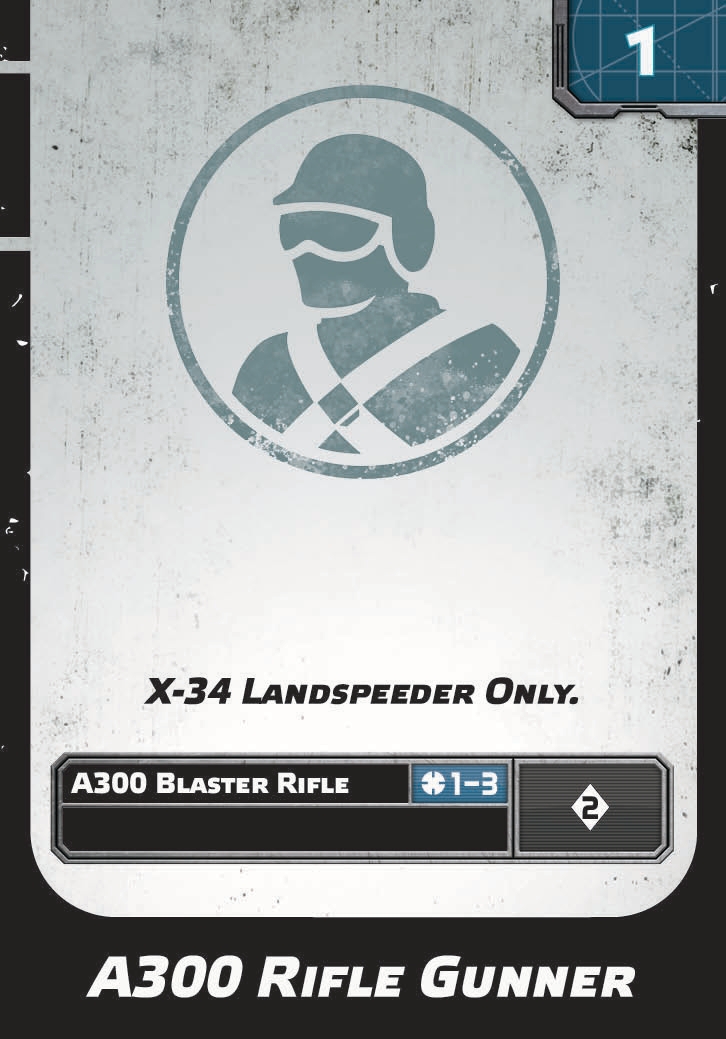 1
X-34 Landspeeder Only.
A300 Blaster Rifle 1–3
2
A300 Rifle Gunner